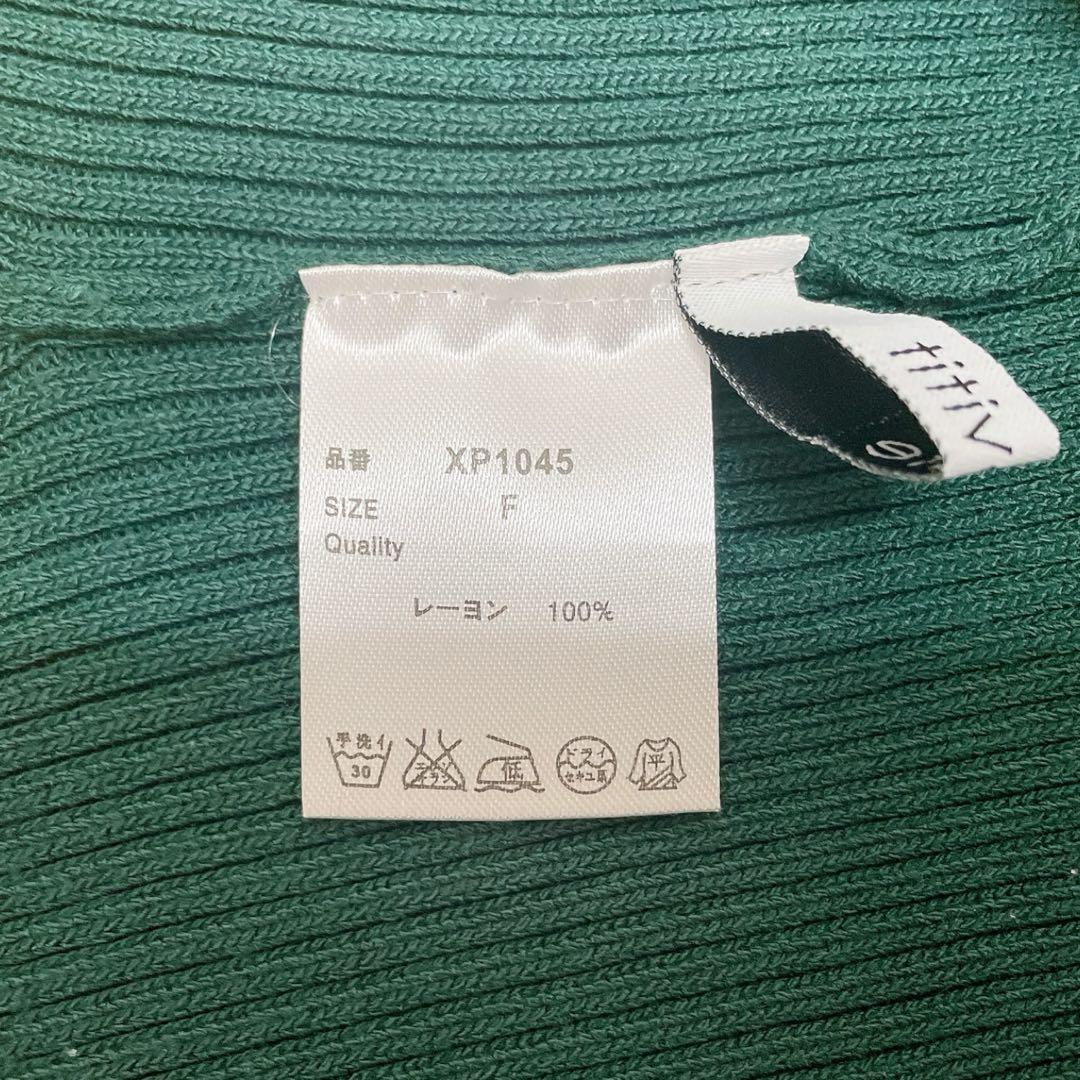 titiv
品番 XP1045
SIZE F
Quality
レーヨン 100%
手洗イ
30
低
ドライ
セキユ系
平